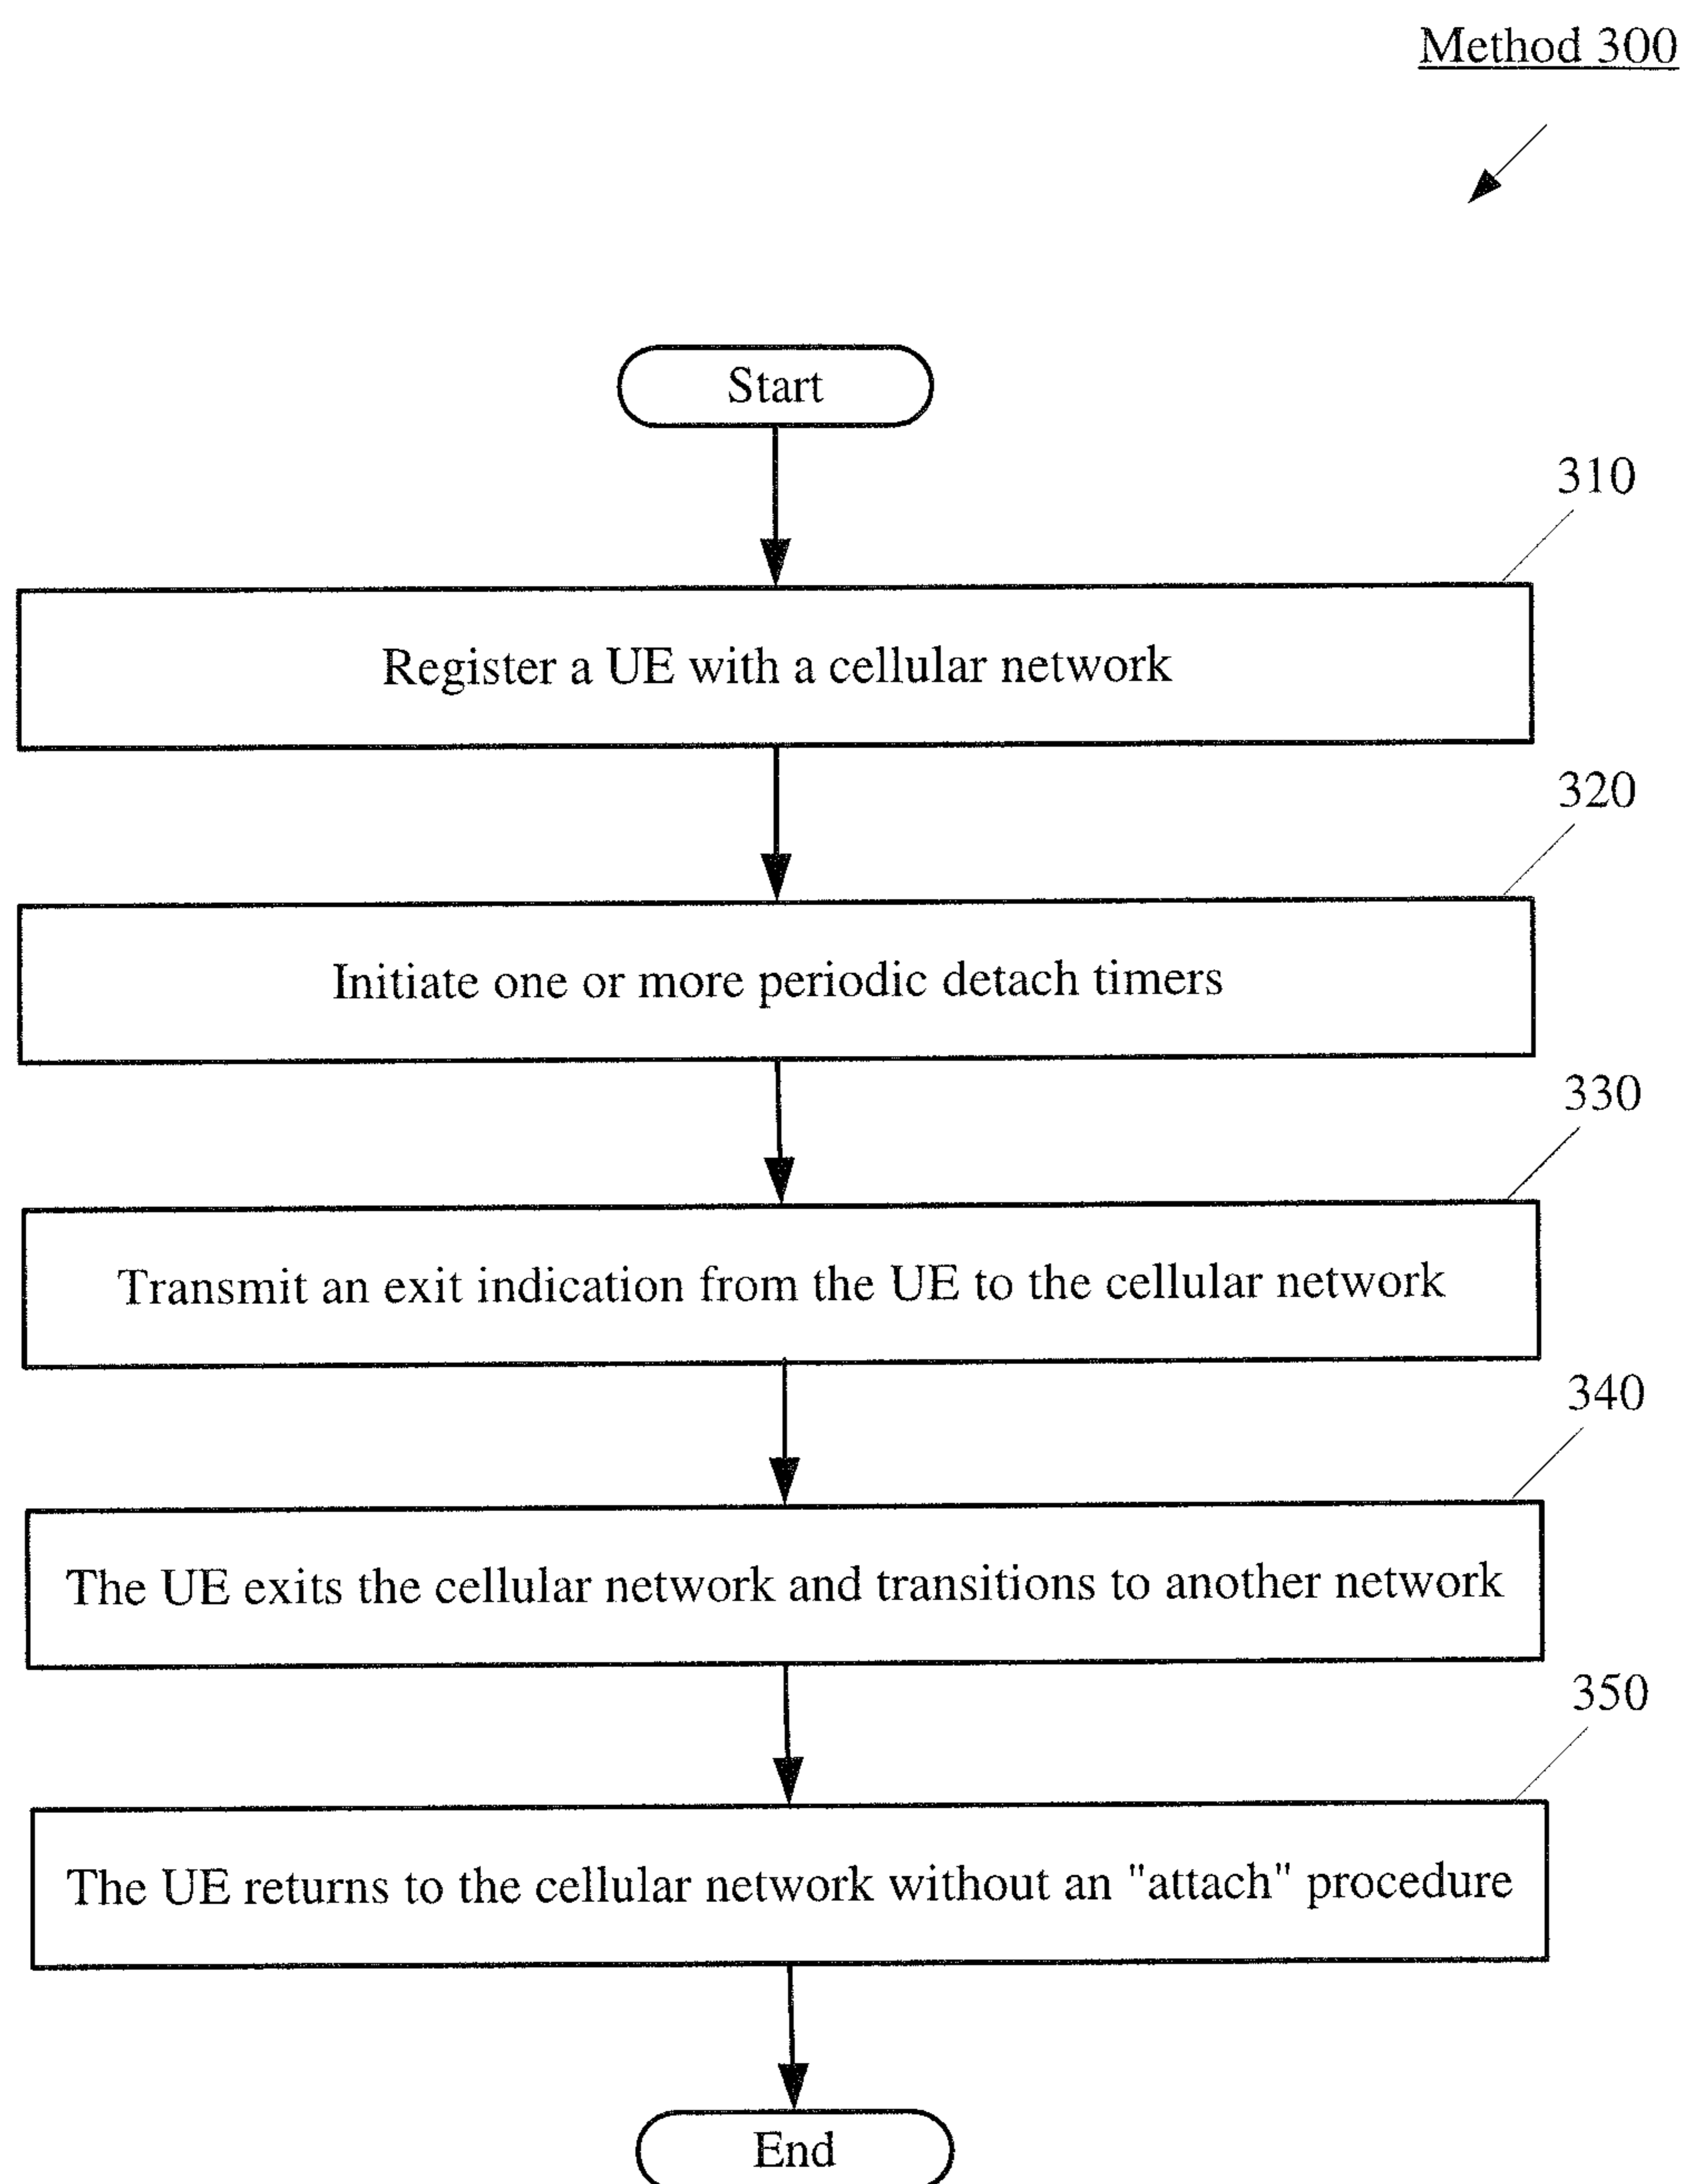 Method 300
Start
310
Register a UE with a cellular network
320
Initiate one or more periodic detach timers
330
Transmit an exit indication from the UE to the cellular network
340
The UE exits the cellular network and transitions to another network
350
The UE returns to the cellular network without an "attach" procedure
End